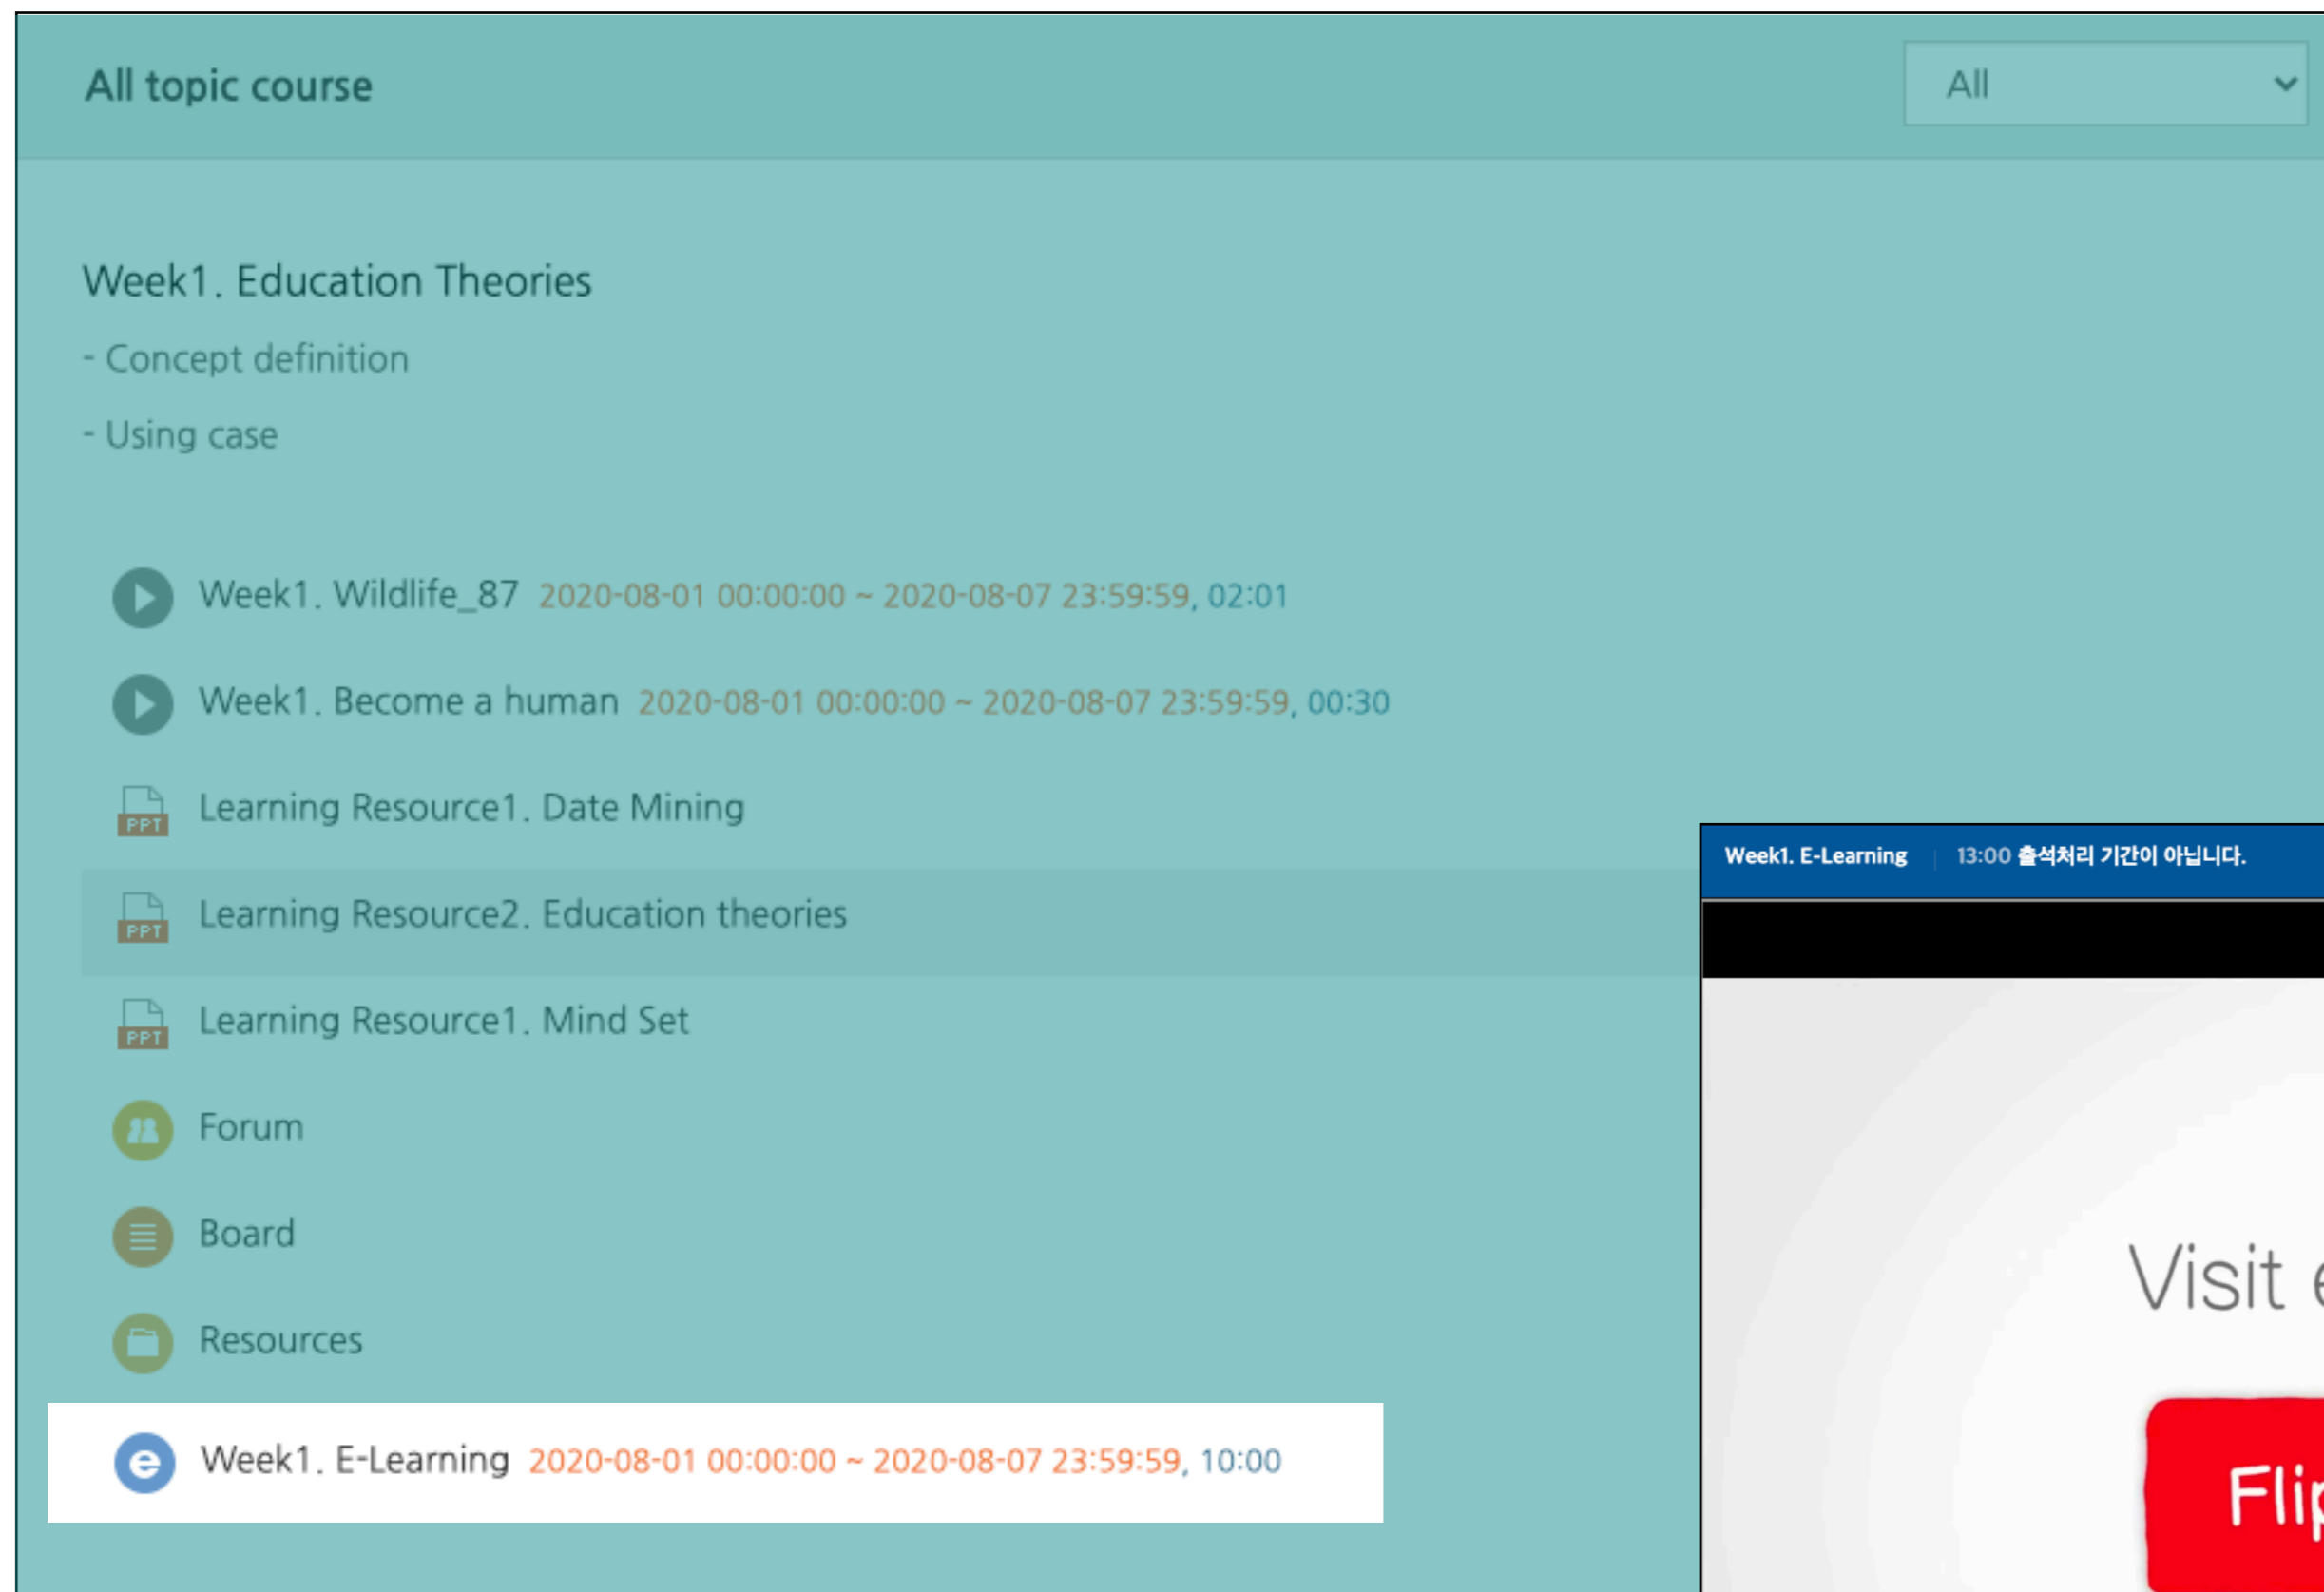 All topic course
All
Week1. Education Theories
- Concept definition
- Using case
Week1. Wildlife_87 2020-08-01 00:00:00 ~ 2020-08-07 23:59:59, 02:01
Week1. Become a human 2020-08-01 00:00:00 ~ 2020-08-07 23:59:59, 00:30
PPT Learning Resource1. Date Mining
PPT Learning Resource2. Education theories
PPT Learning Resource1. Mind Set
Forum
Board
Resources
e Week1. E-Learning 2020-08-01 00:00:00 ~ 2020-08-07 23:59:59, 10:00
Week1. E-Learning 13:00 출석처리 기간이 아닙니다.
Visit